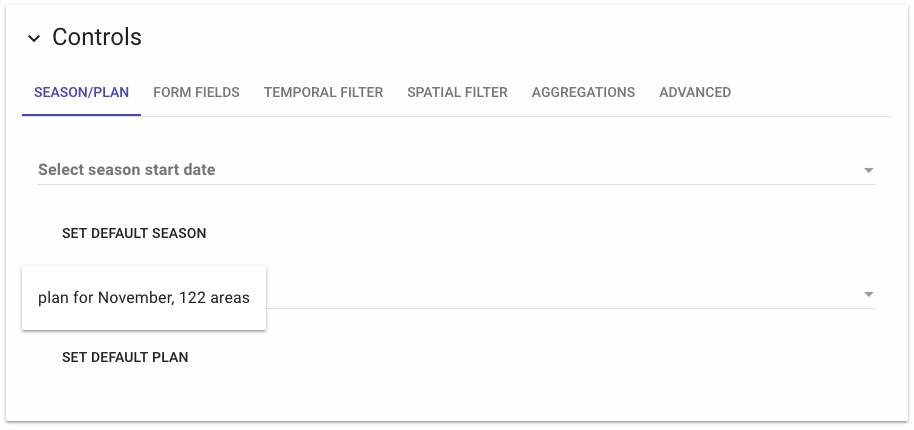 Controls
SEASON/PLAN FORM FIELDS TEMPORAL FILTER SPATIAL FILTER AGGREGATIONS ADVANCED
Select season start date
SET DEFAULT SEASON
plan for November, 122 areas
SET DEFAULT PLAN